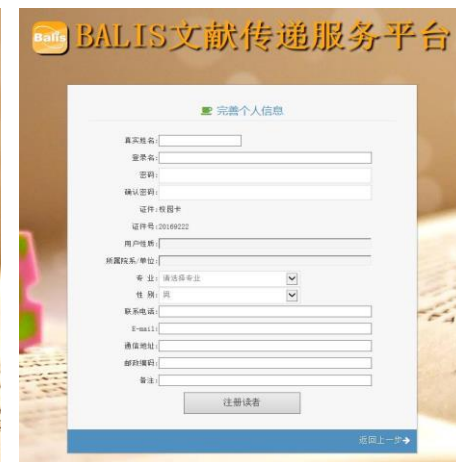 Balis BALIS文献传递服务平台
完善个人信息
真实姓名:
登录名:
密码:
确认密码:
证件:校园卡
证件号:20160222
用户性质:
所属院系/单位:
专 业: 请选择专业
性 别: 男
联系电话:
E-mail:
通信地址:
邮政编码:
备注:
注册读者
返回上一步